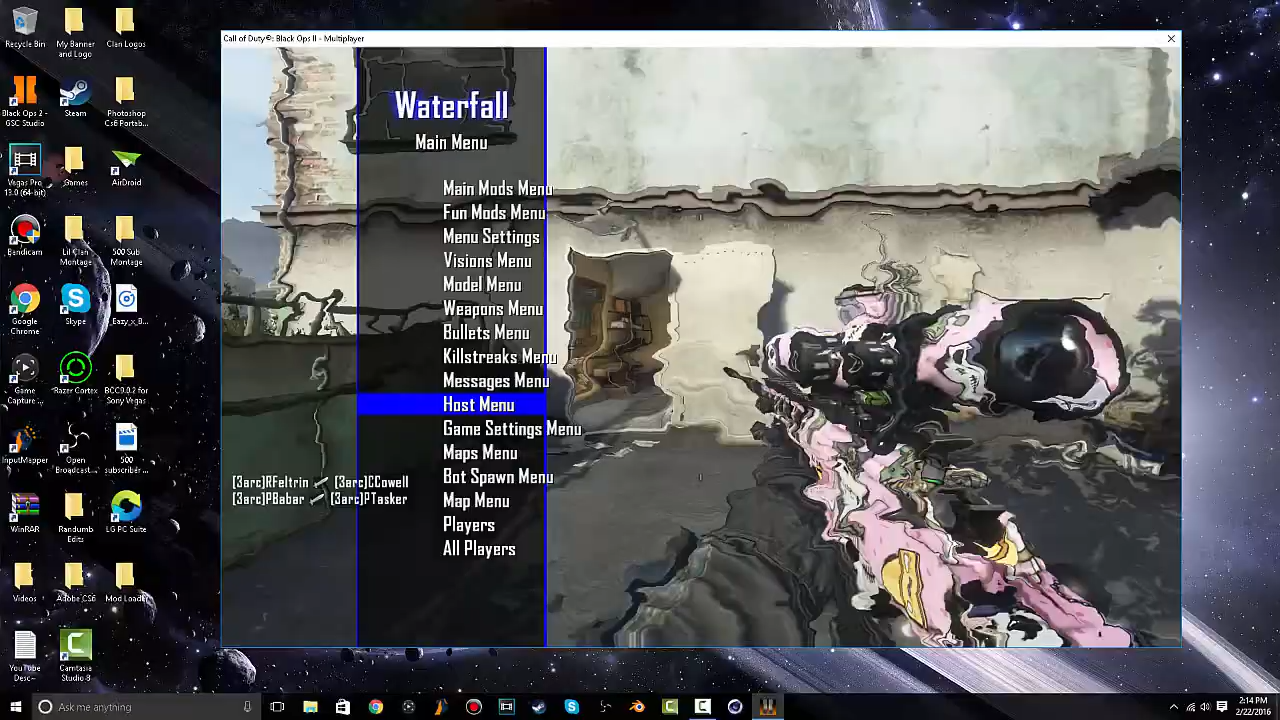 Call of Duty®: Black Ops II - Multiplayer
Waterfall
Main Menu
Main Mods Menu
Fun Mods Menu
Menu Settings
Visions Menu
Model Menu
Weapons Menu
Bullets Menu
Killstreaks Menu
Messages Menu
Host Menu
Game Settings Menu
Maps Menu
Bot Spawn Menu
Map Menu
Players
All Players
[3arc]RFeltrin [3arc]CCowell
[3arc]PBabar [3arc]PTasker
Recycle Bin
My Banner and Logo
Clan Logos
Black Ops 2 - GSC Studio
Steam
Photoshop Cs6 Portab...
Vegas Pro 13.0 (64-bit)
Games
AirDroid
Bandicam
Lil Clan Montage
500 Sub Montage
Google Chrome
Skype
_Eazy_x_B...
Game Capture ...
Razer Cortex
RCC0.0.2 for Sony Vegas
InputMapper
Open Broadcast...
500 subscriber ...
WinRAR
Randumb Edits
LG PC Suite
Videos
Adobe CS6
Mod Loader
YouTube Desc~
Camtasia Studio 8
Ask me anything
2:14 PM
2/22/2016